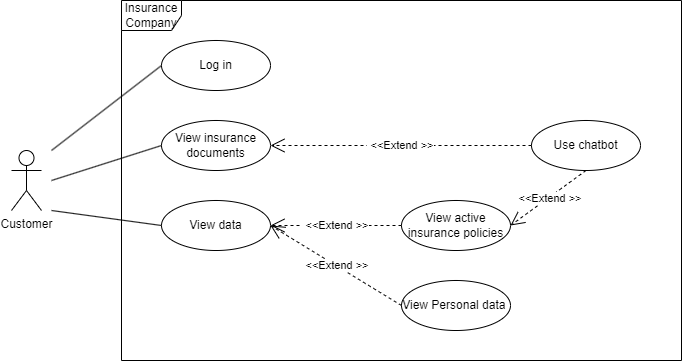 Insurance
Company
Log in
View insurance
documents
<<Extend >>
Use chatbot
<<Extend >>
Customer
View data
<<Extend >>
View active
insurance policies
<<Extend >>
View Personal data